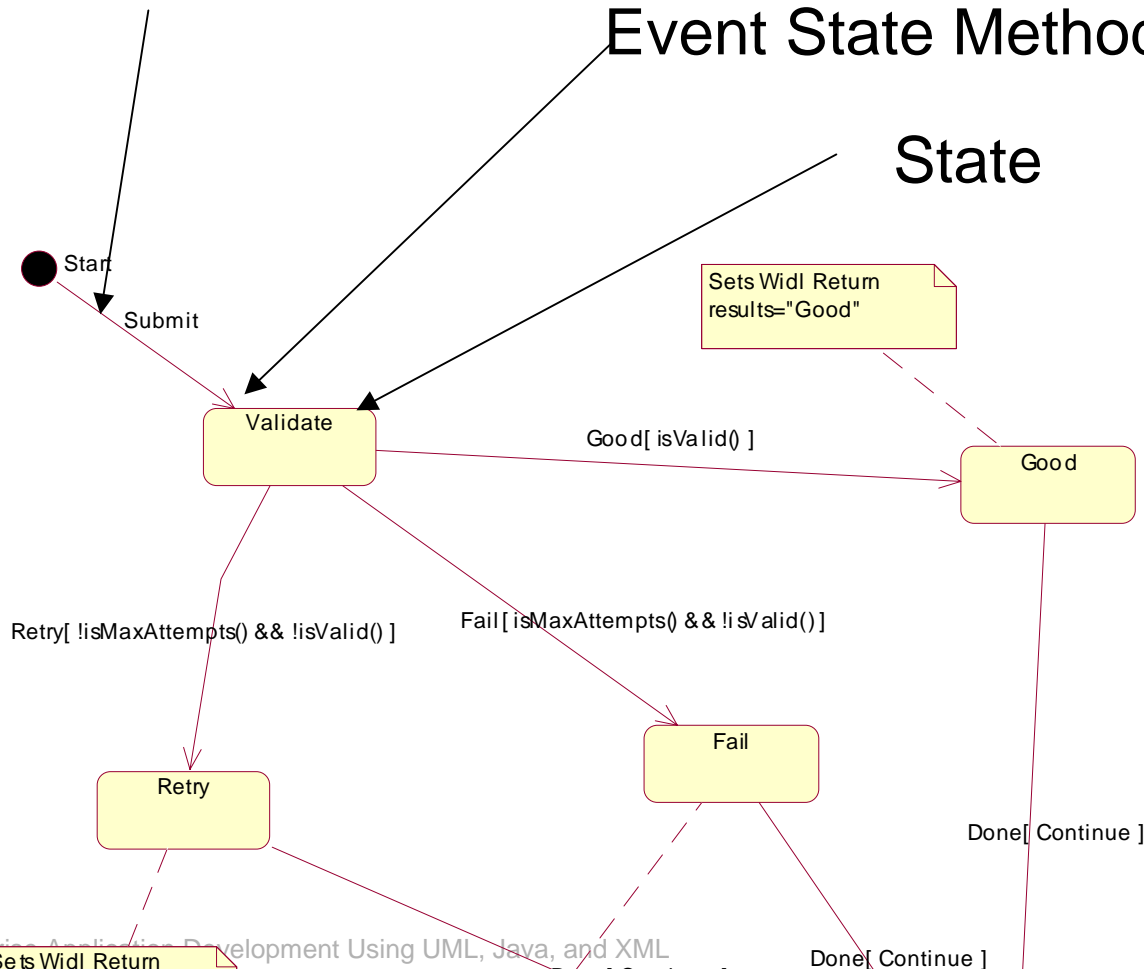 Event State Method
State
Start
Submit
Sets Widl Return
results="Good"
Validate
Good[ isValid() ]
Good
Retry[ !isMaxAttempts() && !isValid() ]
Fail[ isMaxAttempts() && !isValid() ]
Fail
Retry
Done[ Continue ]
Application Development Using UML, Java, and XML
Done[ Continue ]
Sets Widl Return